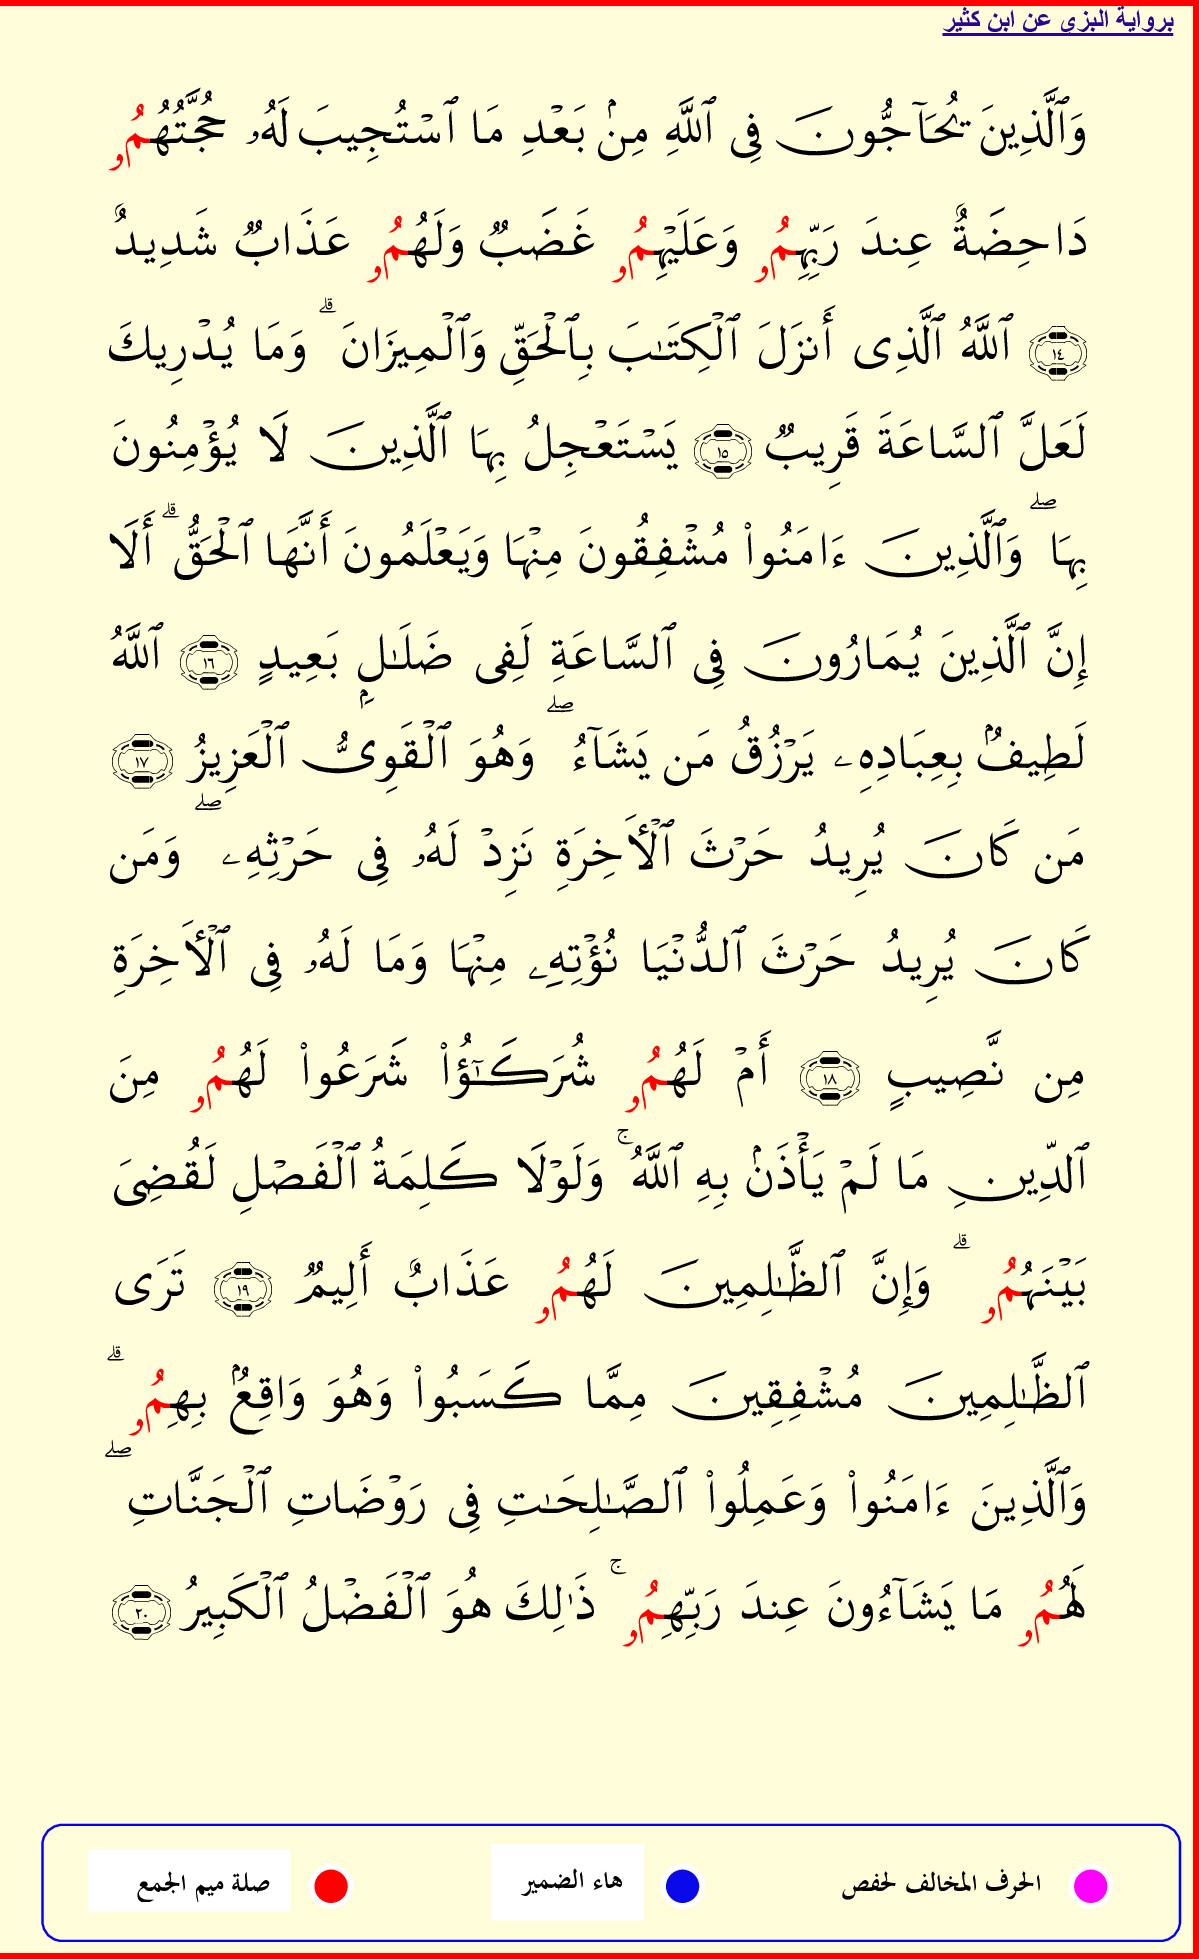 برواية البزي عن ابن كثير
وَٱلَّذِينَ يُحَآجُّونَ فِى ٱللَّهِ مِنۢ بَعْدِ مَا ٱسْتُجِيبَ لَهُۥ حُجَّتُهُمُۥ
دَاحِضَةٌ عِندَ رَبِّهِمُۥ وَعَلَيْهِمُۥ غَضَبٌ وَلَهُمُۥ عَذَابٌ شَدِيدٌ
١٤ ٱللَّهُ ٱلَّذِى أَنزَلَ ٱلْكِتَـٰبَ بِٱلْحَقِّ وَٱلْمِيزَانَ ۗ وَمَا يُدْرِيكَ
لَعَلَّ ٱلسَّاعَةَ قَرِيبٌ ١٥ يَسْتَعْجِلُ بِهَا ٱلَّذِينَ لَا يُؤْمِنُونَ
بِهَا ۖ وَٱلَّذِينَ ءَامَنُوا۟ مُشْفِقُونَ مِنْهَا وَيَعْلَمُونَ أَنَّهَا ٱلْحَقُّ ۗ أَلَا
إِنَّ ٱلَّذِينَ يُمَارُونَ فِى ٱلسَّاعَةِ لَفِى ضَلَـٰلٍۭ بَعِيدٍ ١٦ ٱللَّهُ
لَطِيفٌۢ بِعِبَادِهِۦ يَرْزُقُ مَن يَشَآءُ ۖ وَهُوَ ٱلْقَوِىُّ ٱلْعَزِيزُ ١٧
مَن كَانَ يُرِيدُ حَرْثَ ٱلْـَٔاخِرَةِ نَزِدْ لَهُۥ فِى حَرْثِهِۦ ۖ وَمَن
كَانَ يُرِيدُ حَرْثَ ٱلدُّنْيَا نُؤْتِهِۦ مِنْهَا وَمَا لَهُۥ فِى ٱلْـَٔاخِرَةِ
مِن نَّصِيبٍ ١٨ أَمْ لَهُمُۥ شُرَكَـٰٓؤُا۟ شَرَعُوا۟ لَهُمُۥ مِنَ
ٱلدِّينِ مَا لَمْ يَأْذَنۢ بِهِ ٱللَّهُ ۚ وَلَوْلَا كَلِمَةُ ٱلْفَصْلِ لَقُضِىَ
بَيْنَهُمُۥ ۗ وَإِنَّ ٱلظَّـٰلِمِينَ لَهُمُۥ عَذَابٌ أَلِيمٌ ١٩ تَرَى
ٱلظَّـٰلِمِينَ مُشْفِقِينَ مِمَّا كَسَبُوا۟ وَهُوَ وَاقِعٌۢ بِهِمُۥ ۗ
وَٱلَّذِينَ ءَامَنُوا۟ وَعَمِلُوا۟ ٱلصَّـٰلِحَـٰتِ فِى رَوْضَاتِ ٱلْجَنَّاتِ ۖ
لَهُمُۥ مَا يَشَآءُونَ عِندَ رَبِّهِمُۥ ۚ ذَٰلِكَ هُوَ ٱلْفَضْلُ ٱلْكَبِيرُ ٢٠
الحرف المخالف لحفص هاء الضمير صلة ميم الجمع